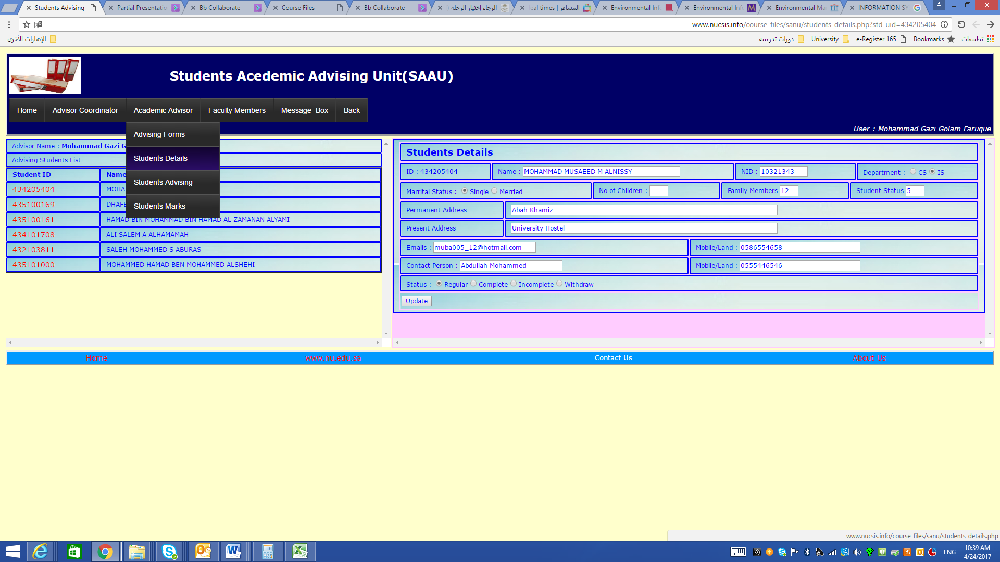 Students Advising
Partial Presentatio
Bb Collaborate
Course Files
Bb Collaborate
الرجاء إختيار الرحلة
المسافر | eal times
Environmental Inf
Environmental Inf
Environmental Ma
INFORMATION SY
www.nucsis.info/course_files/sanu/students_details.php?std_uid=434205404
الإشارات الأخرى
دورات تدريبية
University
e-Register 165
Bookmarks
تطبيقات
Students Acedemic Advising Unit(SAAU)
Home Advisor Coordinator Academic Advisor Faculty Members Message_Box Back
User : Mohammad Gazi Golam Faruque
Advising Forms
Students Details
Students Advising
Students Marks
Advisor Name : Mohammad Gazi G
Advising Students List
Student ID Name
434205404 MOHA
435100169 DHAFE
435100161 HAMAD BIN MOHAMMAD BIN HAMAD AL ZAMANAN ALYAMI
434101708 ALI SALEM A ALHAMAMAH
432103811 SALEH MOHAMMED S ABURAS
435101000 MOHAMMED HAMAD BEN MOHAMMED ALSHEHI
Students Details
ID : 434205404 Name : MOHAMMAD MUSAEED M ALNISSY NID : 10321343 Department : CS IS
Marrital Status : Single Merried No of Children : Family Members 12 Student Status 5
Permanent Address Abah Khamiz
Present Address University Hostel
Emails : muba005_12@hotmail.com Mobile/Land : 0586554658
Contact Person : Abdullah Mohammed Mobile/Land : 0555446546
Status : Regular Complete Incomplete Withdraw
Update
Home www.nu.edu.sa Contact Us About Us
www.nucsis.info/course_files/sanu/students_details.php
ENG
10:39 AM
4/24/2017